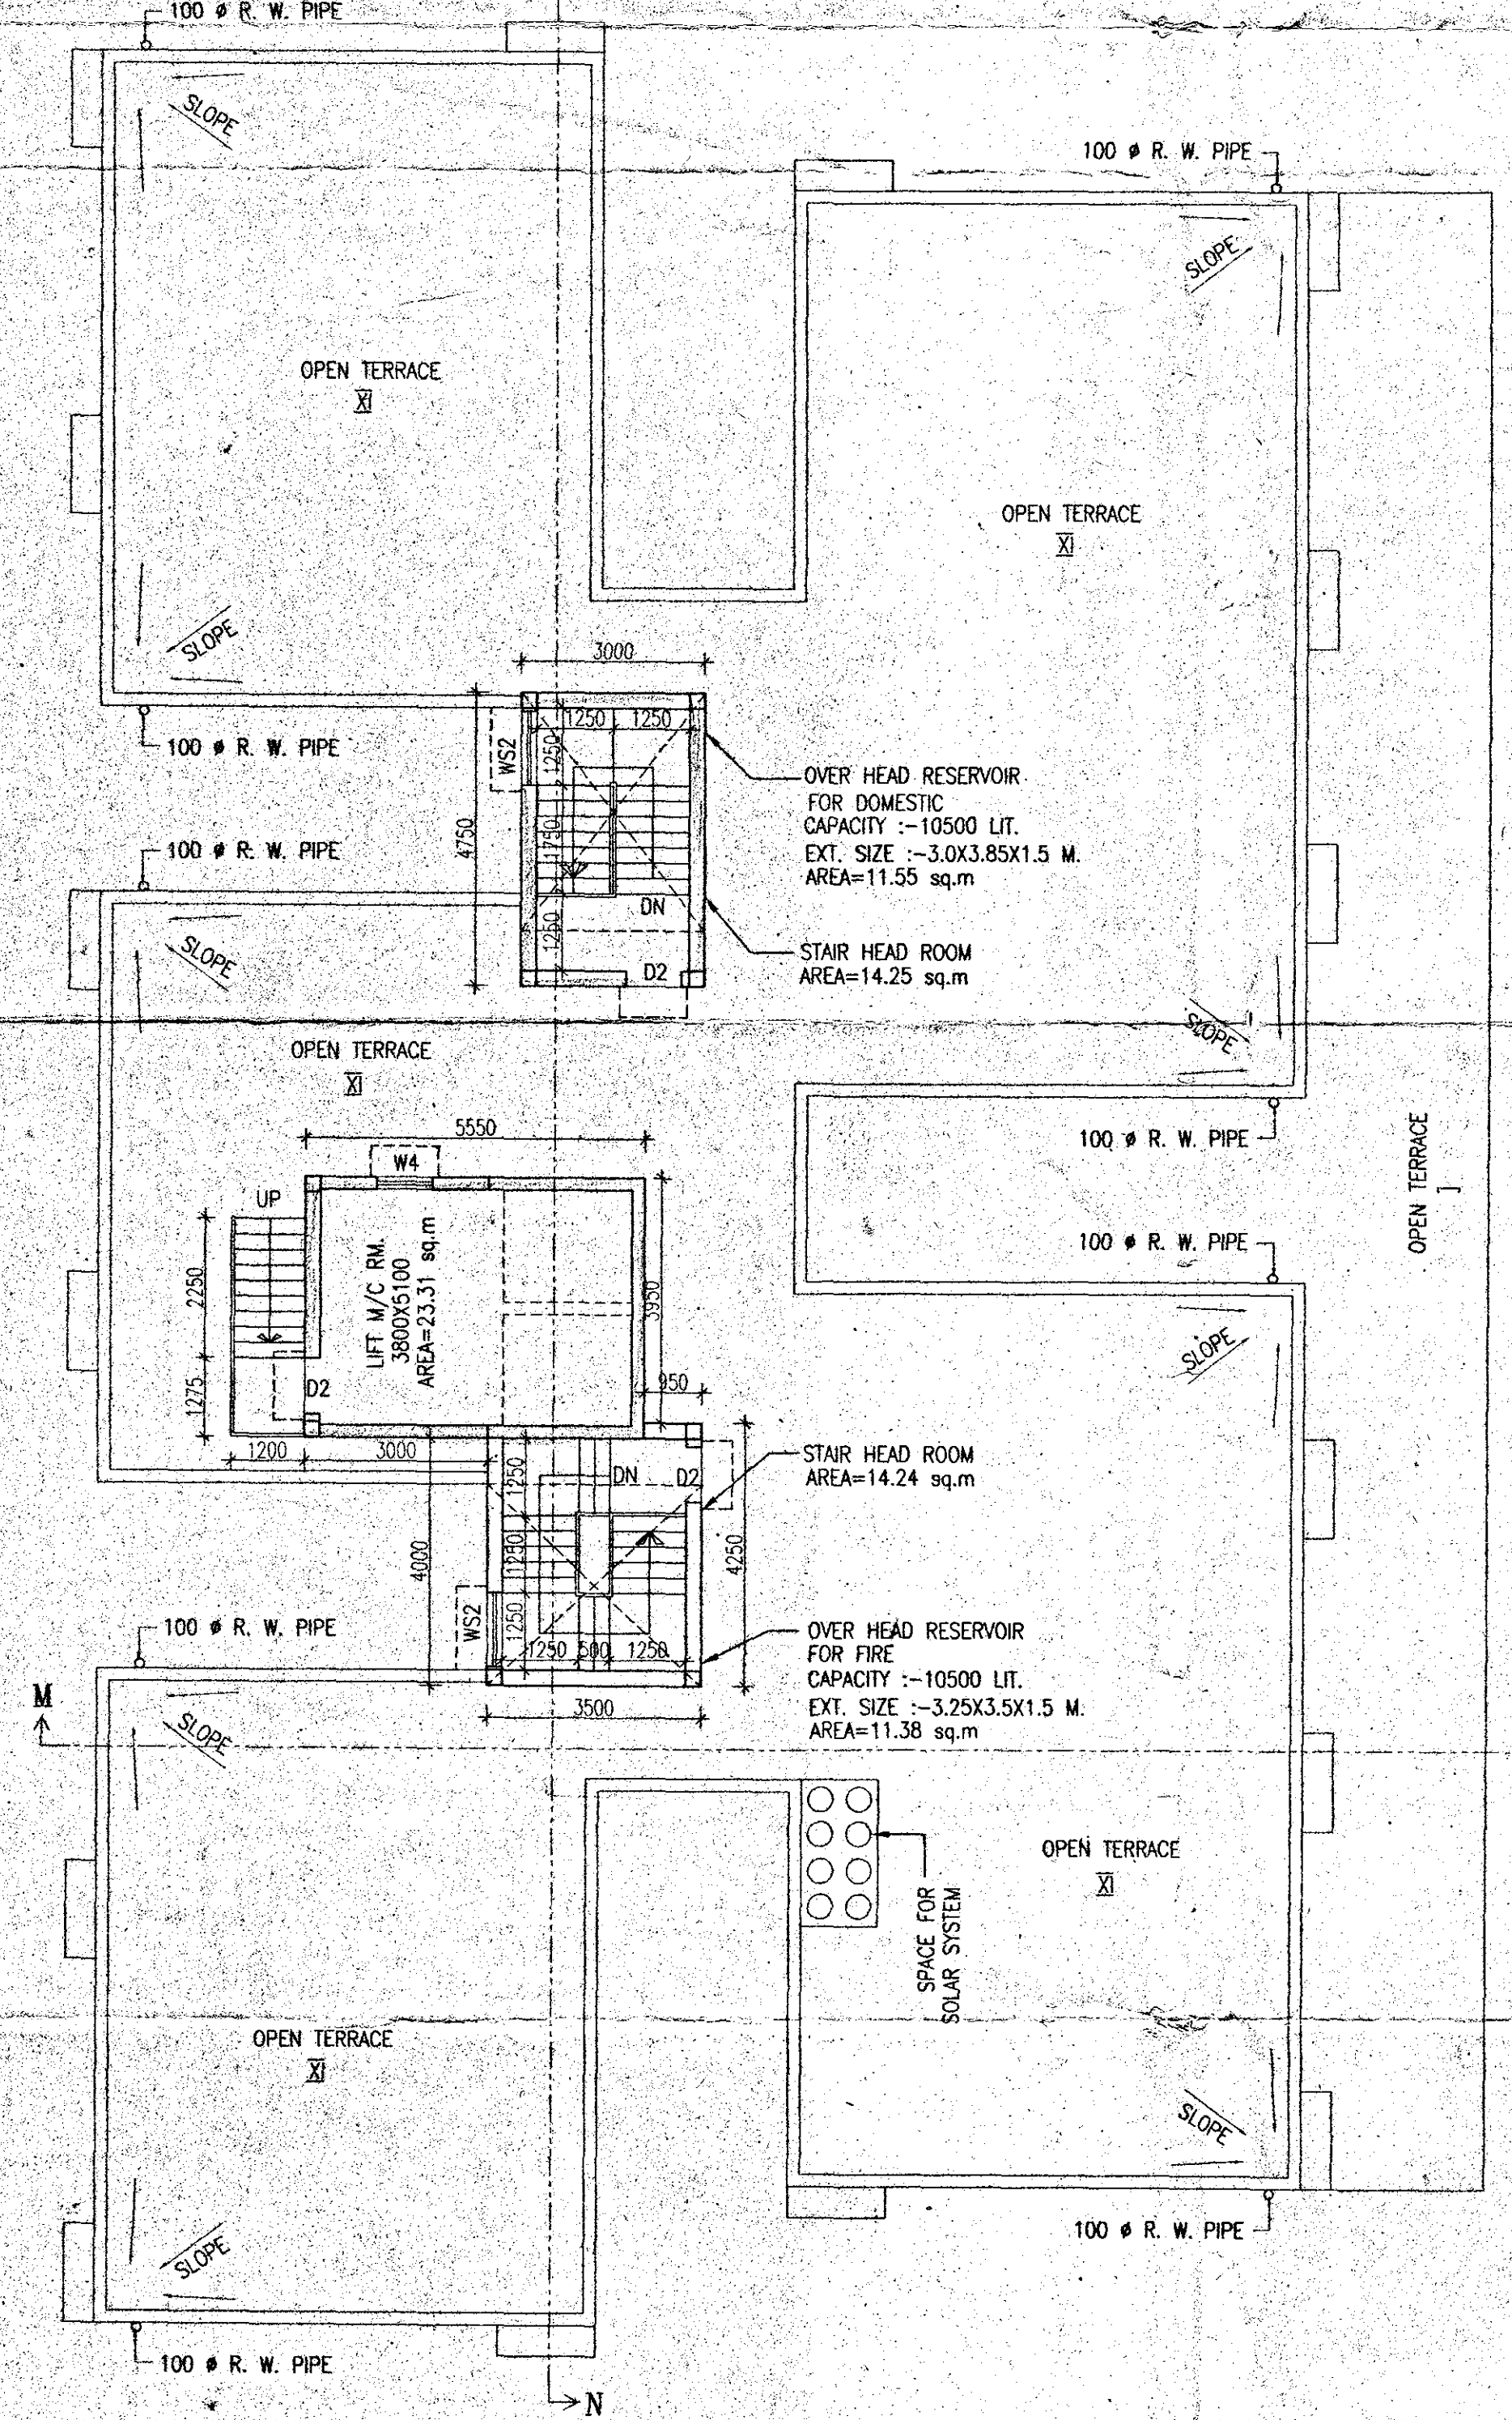 100 ø R. W. PIPE
SLOPE
100 ø R. W. PIPE
SLOPE
OPEN TERRACE
XI
OPEN TERRACE
XI
SLOPE
3000
100 ø R. W. PIPE
WS2
1250
1250
1250
4750
1750
1250
DN
D2
OVER HEAD RESERVOIR
FOR DOMESTIC
CAPACITY :-10500 LIT.
EXT. SIZE :-3.0X3.85X1.5 M.
AREA=11.55 sq.m
100 ø R. W. PIPE
STAIR HEAD ROOM
AREA=14.25 sq.m
SLOPE
SLOPE
OPEN TERRACE
XI
100 ø R. W. PIPE
OPEN TERRACE
I
5550
W4
UP
LIFT M/C RM.
3800X5100
AREA=23.31 sq.m
2250
1275
3950
950
D2
1200
3000
100 ø R. W. PIPE
SLOPE
DN
D2
1250
1250
1250
4000
4250
WS2
1250
500
1250
3500
STAIR HEAD ROOM
AREA=14.24 sq.m
100 ø R. W. PIPE
OVER HEAD RESERVOIR
FOR FIRE
CAPACITY :-10500 LIT.
EXT. SIZE :-3.25X3.5X1.5 M.
AREA=11.38 sq.m
M
SLOPE
OPEN TERRACE
XI
SPACE FOR
SOLAR SYSTEM
OPEN TERRACE
XI
SLOPE
100 ø R. W. PIPE
SLOPE
100 ø R. W. PIPE
N